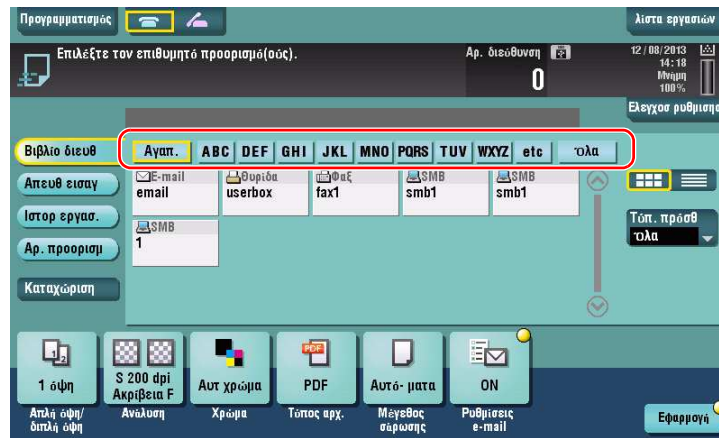 Προγραμματισμός
λίστα εργασιών
Επιλέξτε τον επιθυμητό προορισμό(ούς).
Αρ. διεύθυνση
0
12/08/2013
14:18
Μνήμη
100%
Ελεγχοσ ρυθμιση
Βιβλίο διευθ
Αγαπ. ABC DEF GHI JKL MNO PQRS TUV WXYZ etc Όλα
Απευθ εισαγ
Ιστορ εργασ.
Αρ. προορισμ
Καταχώριση
E-mail
email
Θυρίδα
userbox
Φαξ
fax1
SMB
smb1
SMB
smb1
SMB
1
Τύπ. πρόσθ
Όλα
1 όψη
S 200 dpi
Ακρίβεια F
Αυτ χρώμα
PDF
PDF
Αυτό- ματα
ON
Απλή όψη/
διπλή όψη
Ανάλυση
Χρώμα
Τύπος αρχ.
Μέγεθος
σάρωσης
Ρυθμίσεις
e-mail
Εφαρμογή